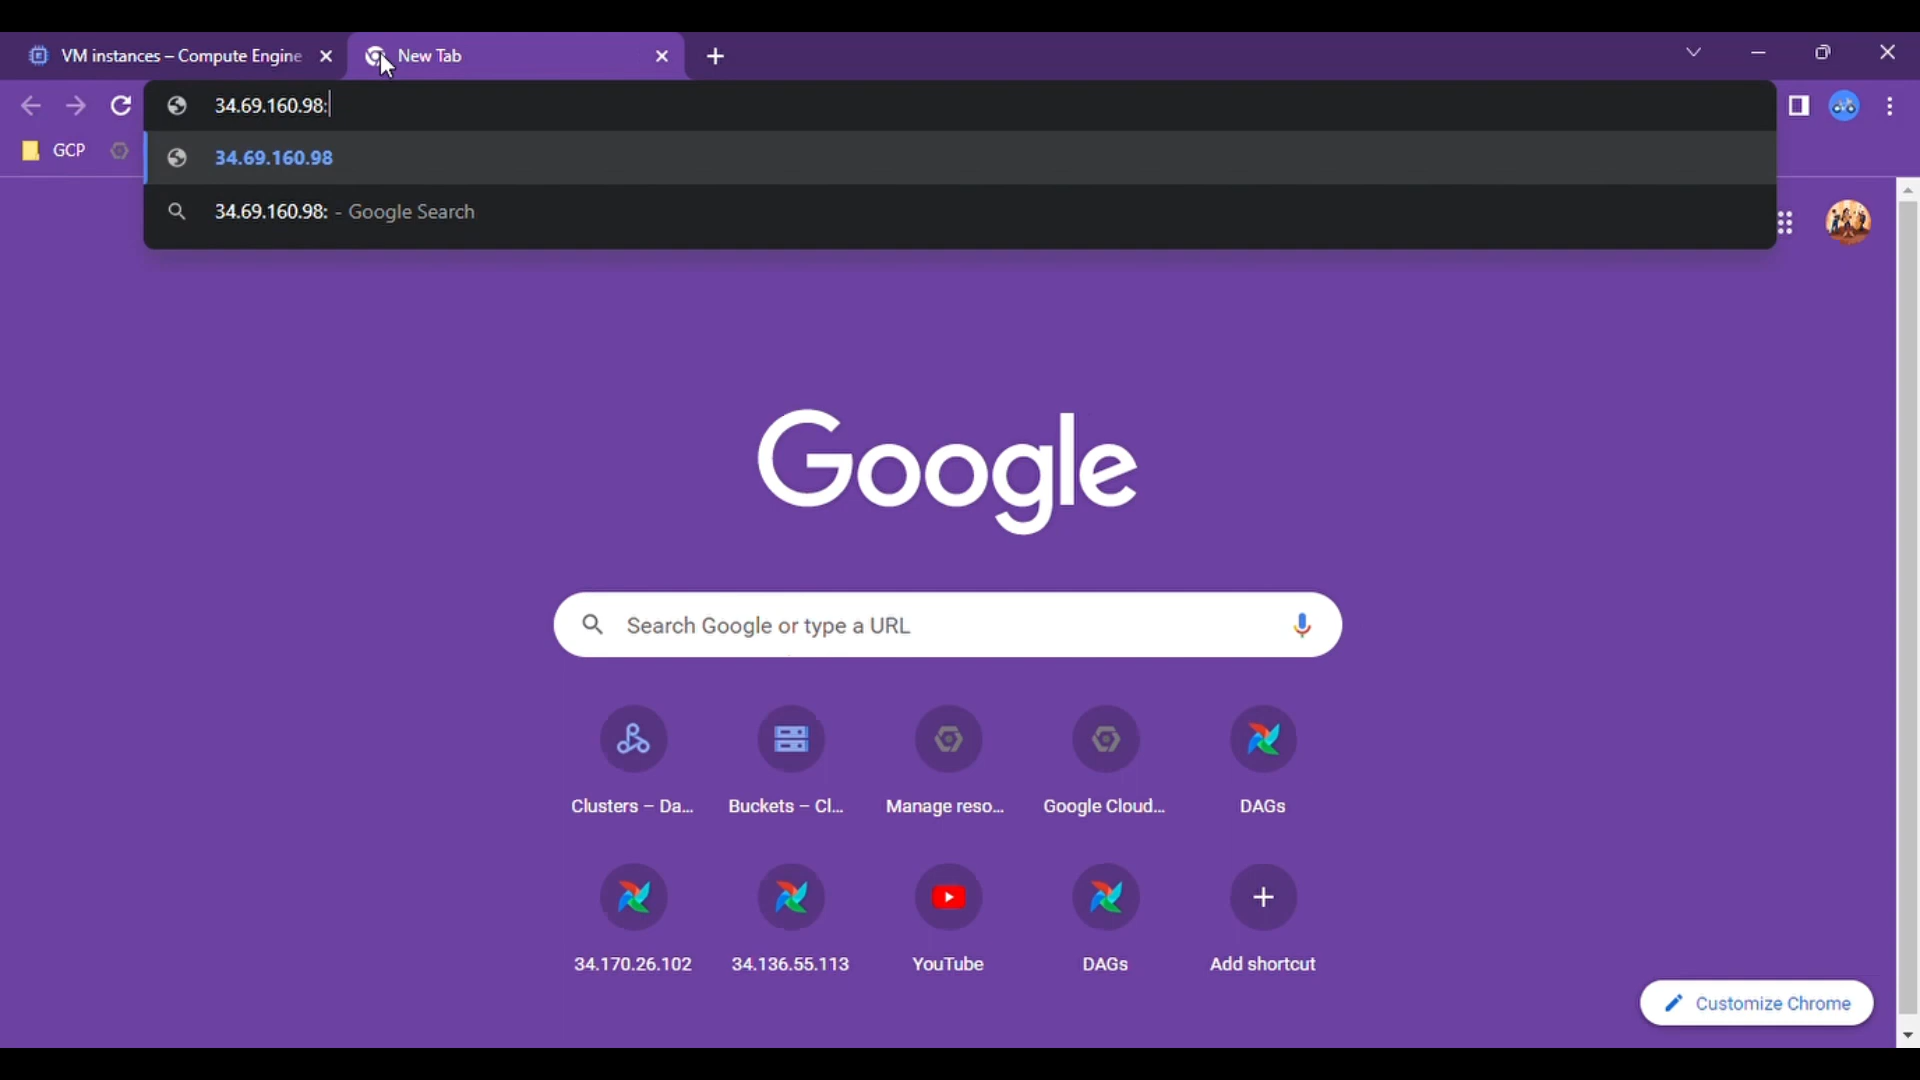 VM instances – Compute Engine
New Tab
34.69.160.98:
GCP
34.69.160.98
34.69.160.98: - Google Search
Google
Search Google or type a URL
Clusters – Da...
Buckets – Cl...
Manage reso...
Google Cloud...
DAGs
34.170.26.102
34.136.55.113
YouTube
DAGs
Add shortcut
Customize Chrome